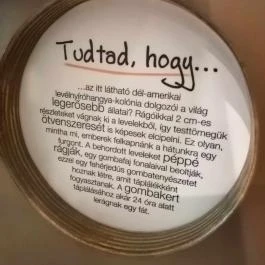 Tudtad, hogy...
...az itt látható dél-amerikai
levélnyíróhangya-kolónia dolgozói a világ
legerősebb állatai? Rágóikkal 2 cm-es
részleteket vágnak ki a levelekből, így testtömegük
ötvenszeresét is képesek elcipelni. Ez olyan,
mintha mi, emberek felkapnánk a hátunkra egy
furgont. A behordott leveleket péppé
rágják, egy gombafaj fonalaival beoltják,
ezzel egy fehérjedús gombatenyészetet
hoznak létre, amit táplálékként
fogyasztanak. A gombakert
táplálásához akár 24 óra alatt
lerágnak egy fát.